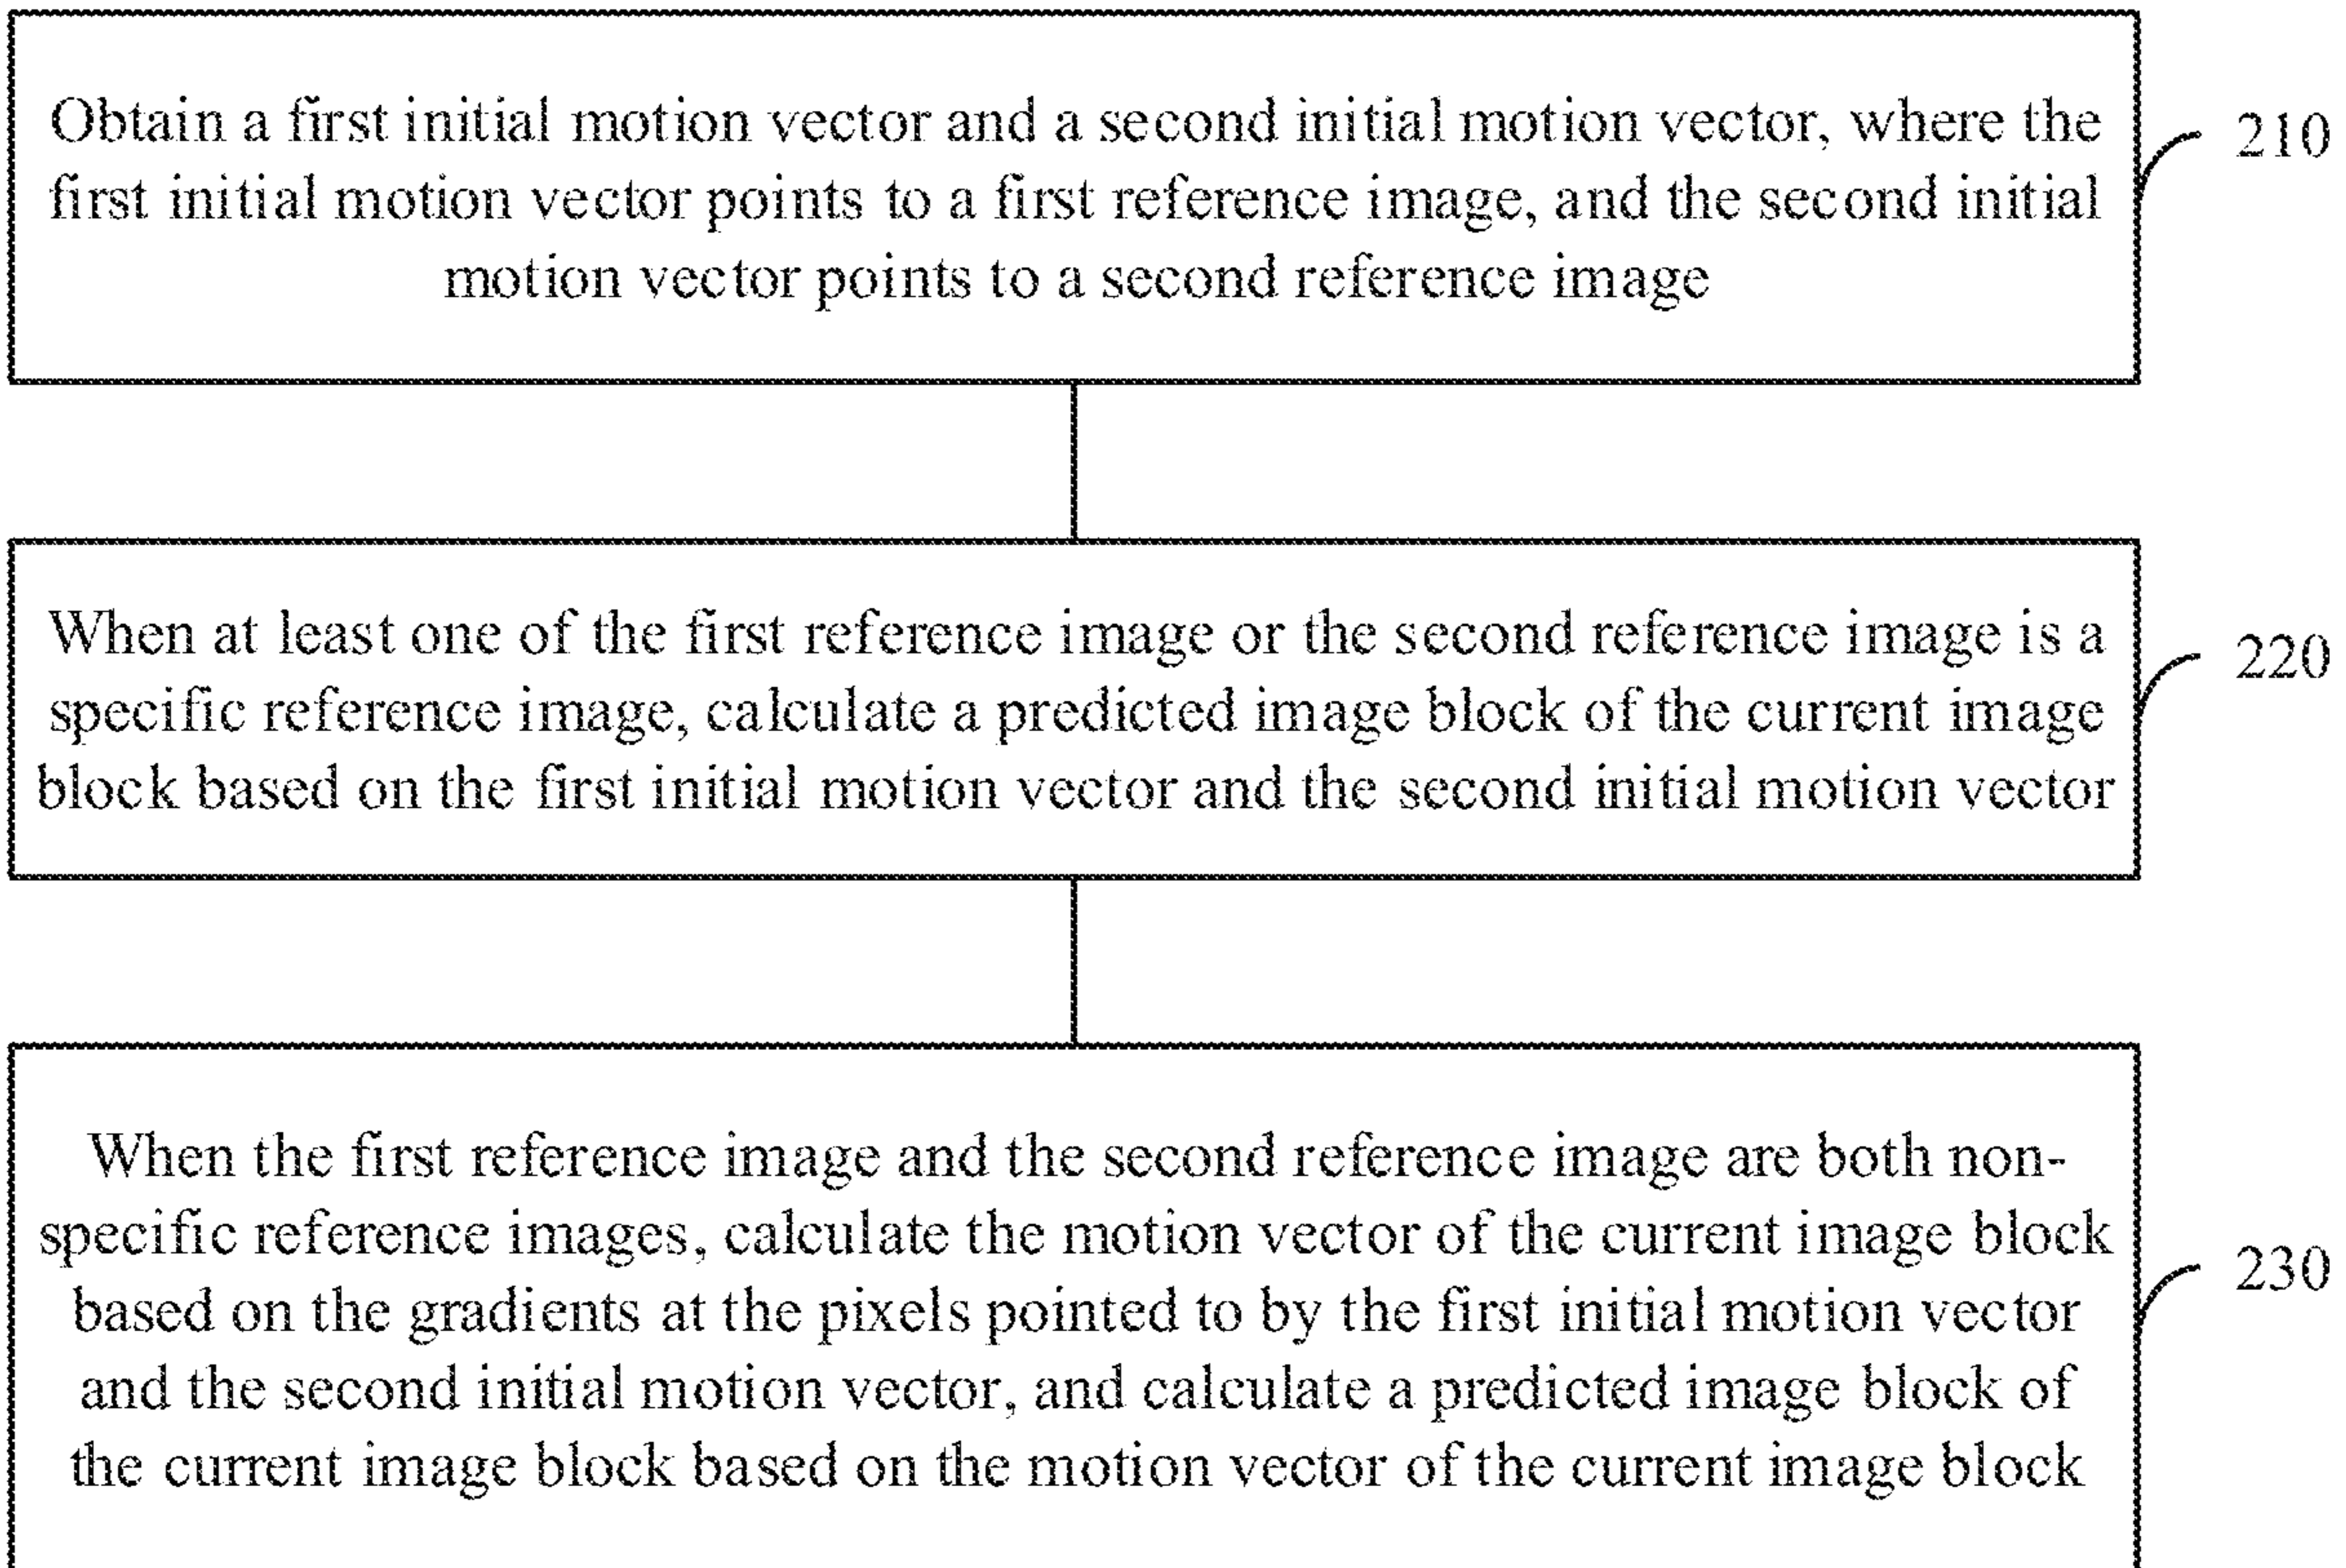 Obtain a first initial motion vector and a second initial motion vector, where the
first initial motion vector points to a first reference image, and the second initial
motion vector points to a second reference image
210
When at least one of the first reference image or the second reference image is a
specific reference image, calculate a predicted image block of the current image
block based on the first initial motion vector and the second initial motion vector
220
When the first reference image and the second reference image are both non-
specific reference images, calculate the motion vector of the current image block
based on the gradients at the pixels pointed to by the first initial motion vector
and the second initial motion vector, and calculate a predicted image block of
the current image block based on the motion vector of the current image block
230